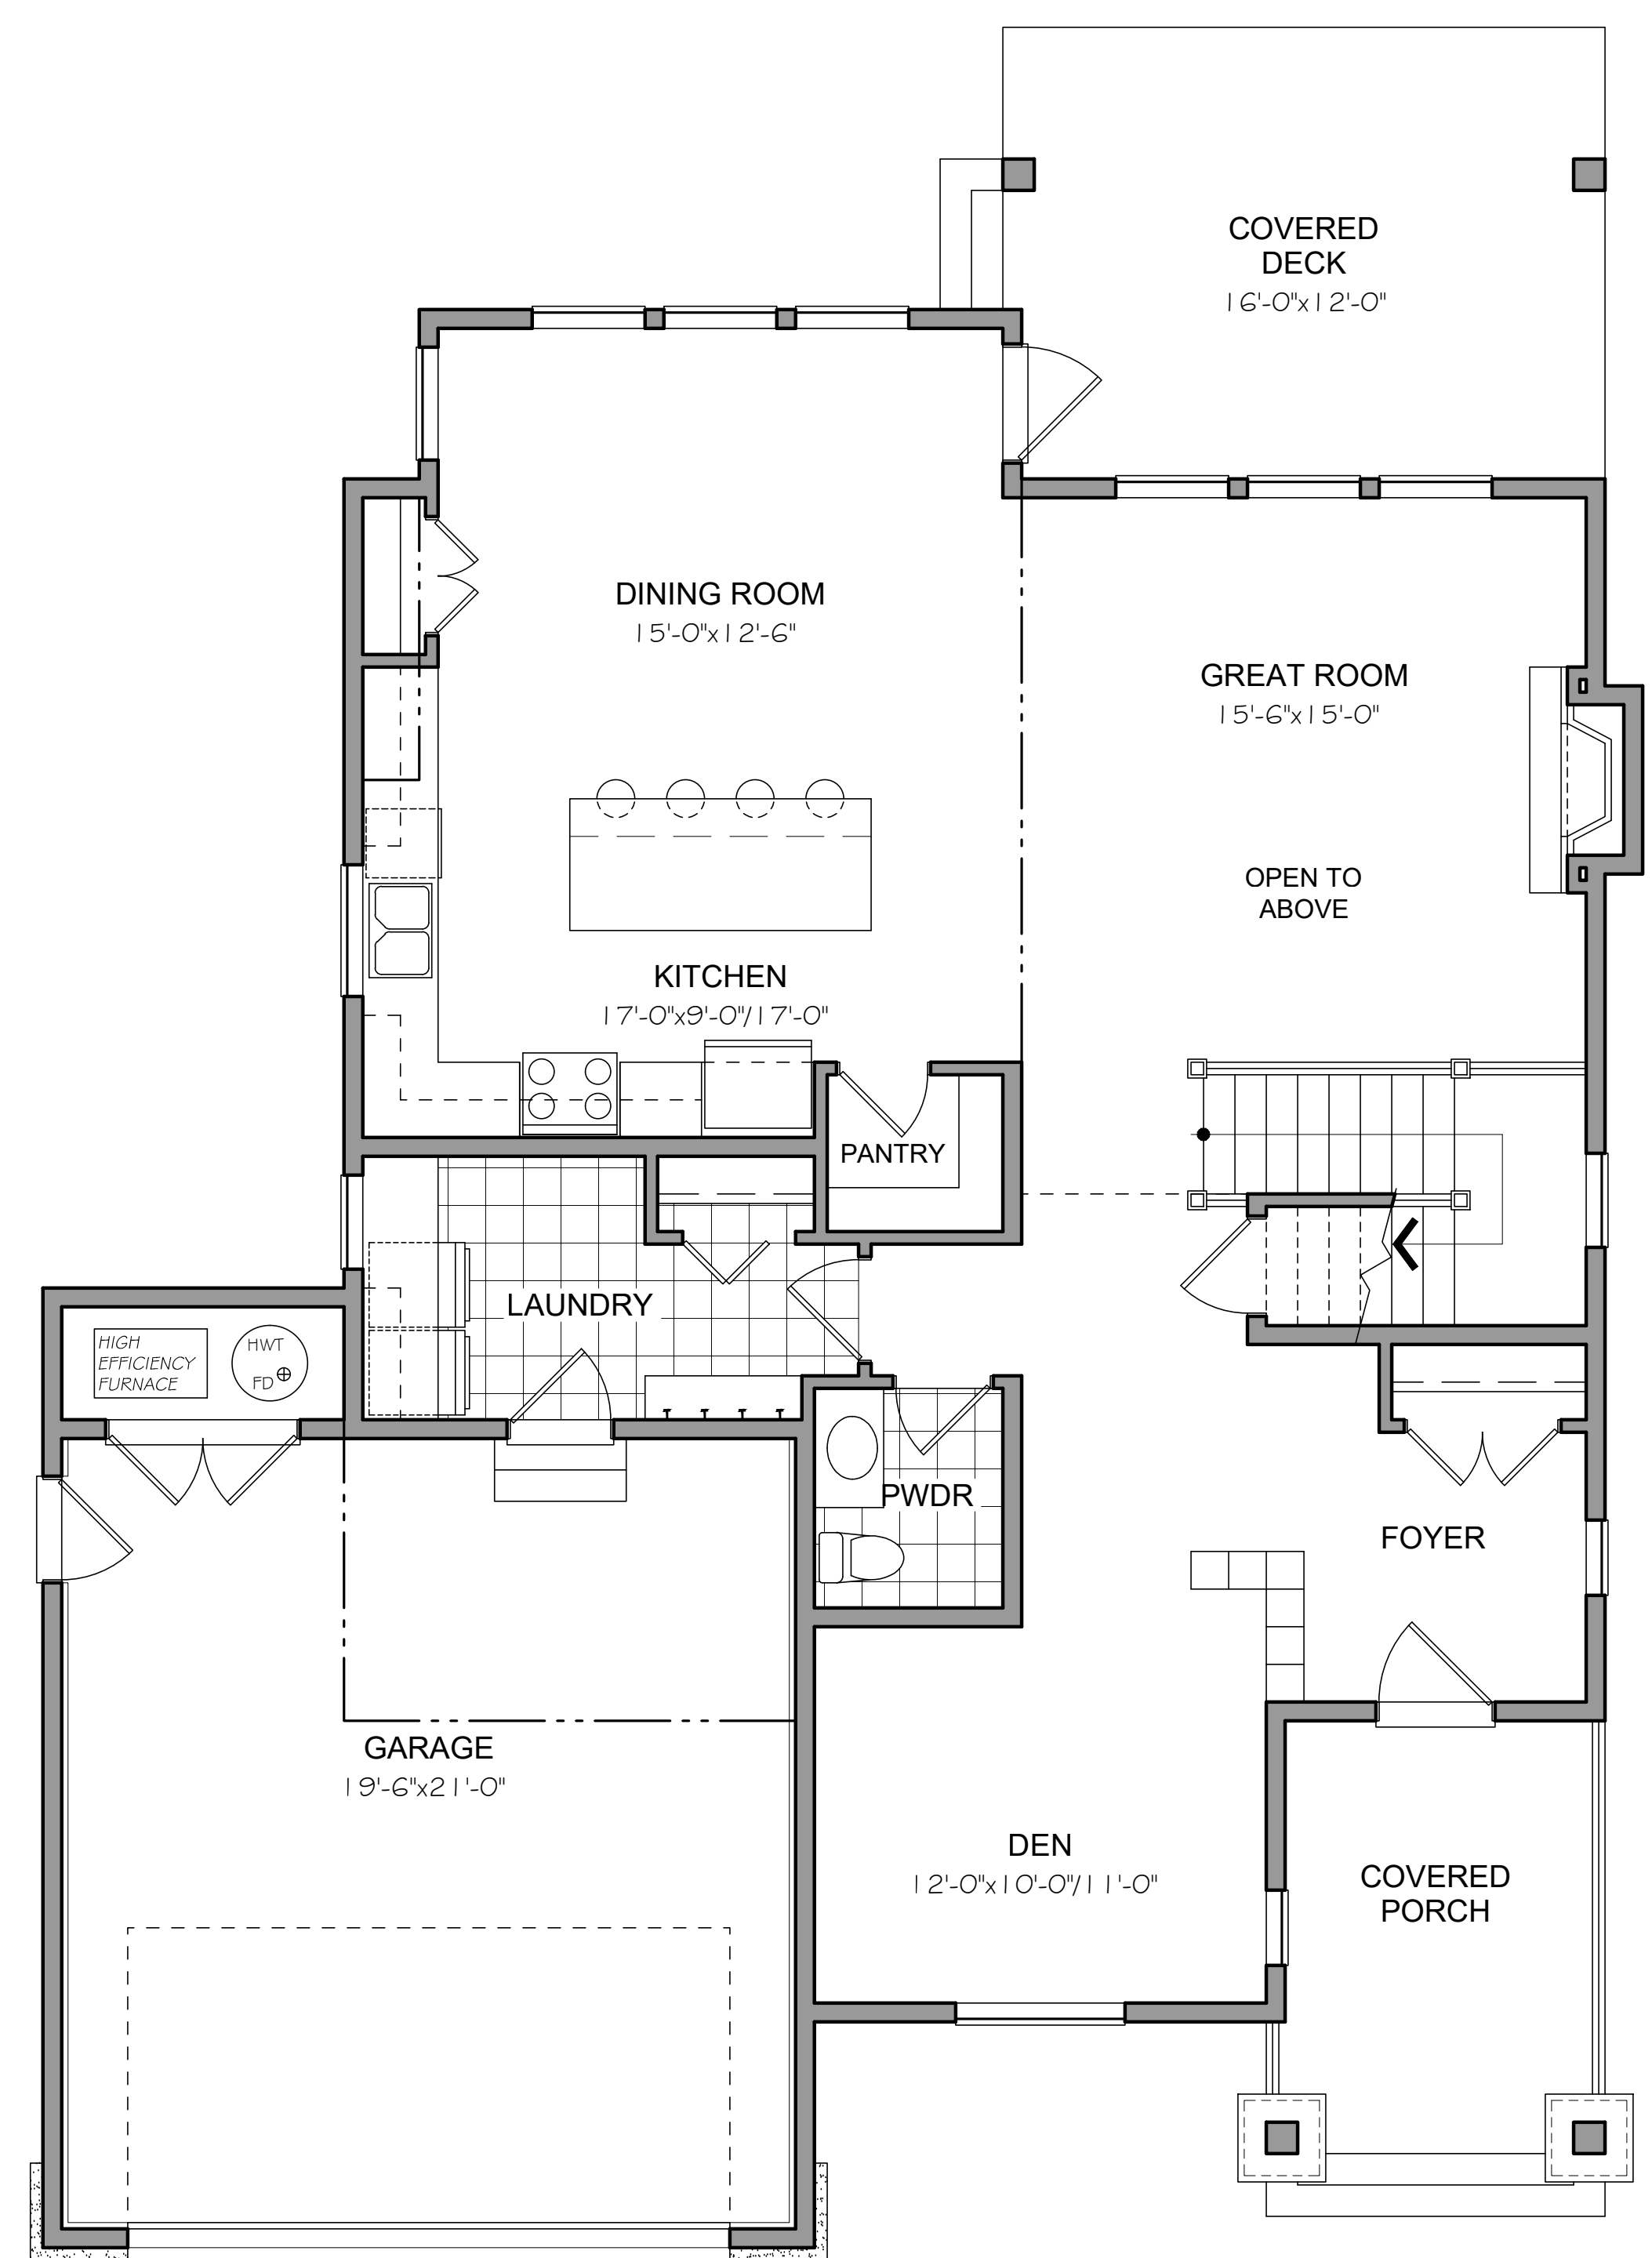 COVERED
DECK
16'-0"x12'-0"
DINING ROOM
15'-0"x12'-6"
GREAT ROOM
15'-6"x15'-0"
OPEN TO
ABOVE
KITCHEN
17'-0"x9'-0"/17'-0"
PANTRY
LAUNDRY
HIGH
EFFICIENCY
FURNACE
HWT
FD
PWDR
FOYER
GARAGE
19'-6"x21'-0"
DEN
12'-0"x10'-0"/11'-0"
COVERED
PORCH